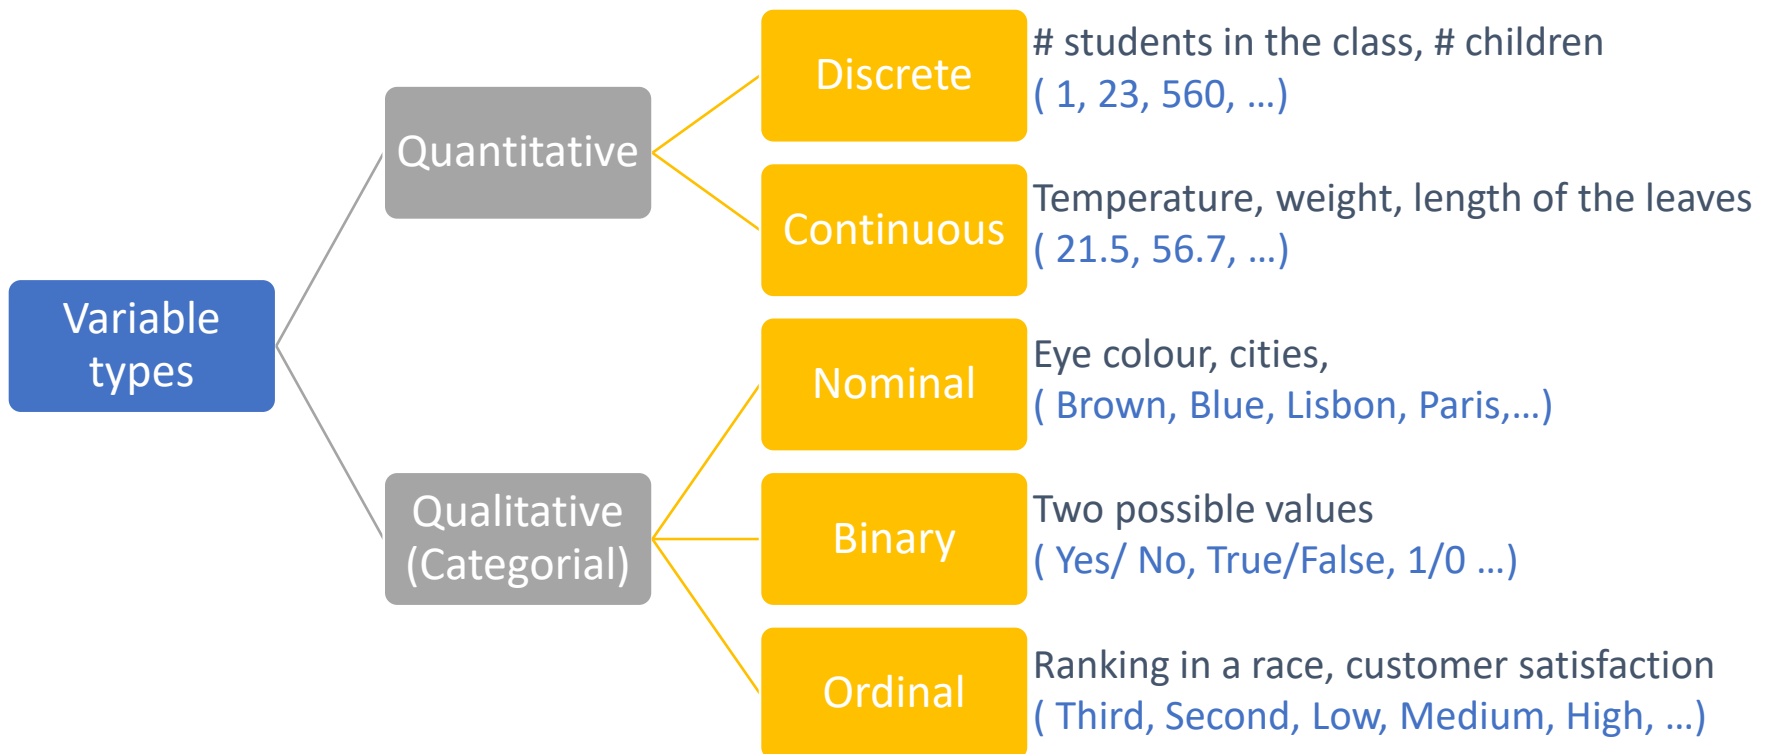 Variable
types
Quantitative
Discrete
# students in the class, # children
( 1, 23, 560, …)
Continuous
Temperature, weight, length of the leaves
( 21.5, 56.7, …)
Qualitative
(Categorial)
Nominal
Eye colour, cities,
( Brown, Blue, Lisbon, Paris,…)
Binary
Two possible values
( Yes/ No, True/False, 1/0 …)
Ordinal
Ranking in a race, customer satisfaction
( Third, Second, Low, Medium, High, …)